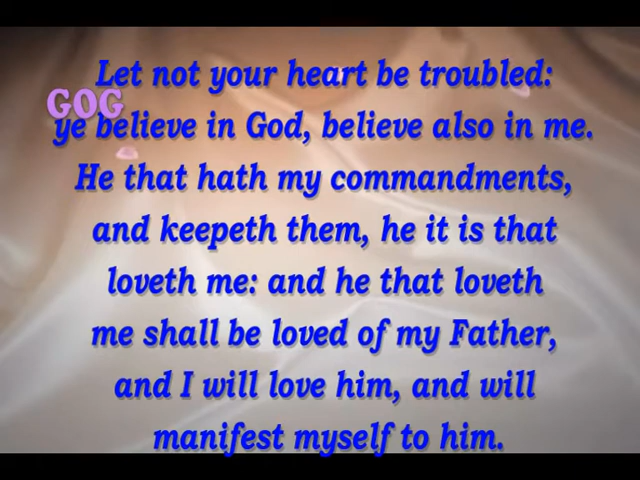 Let not your heart be troubled:
GOG
ye believe in God, believe also in me.
He that hath my commandments,
and keepeth them, he it is that
loveth me: and he that loveth
me shall be loved of my Father,
and I will love him, and will
manifest myself to him.